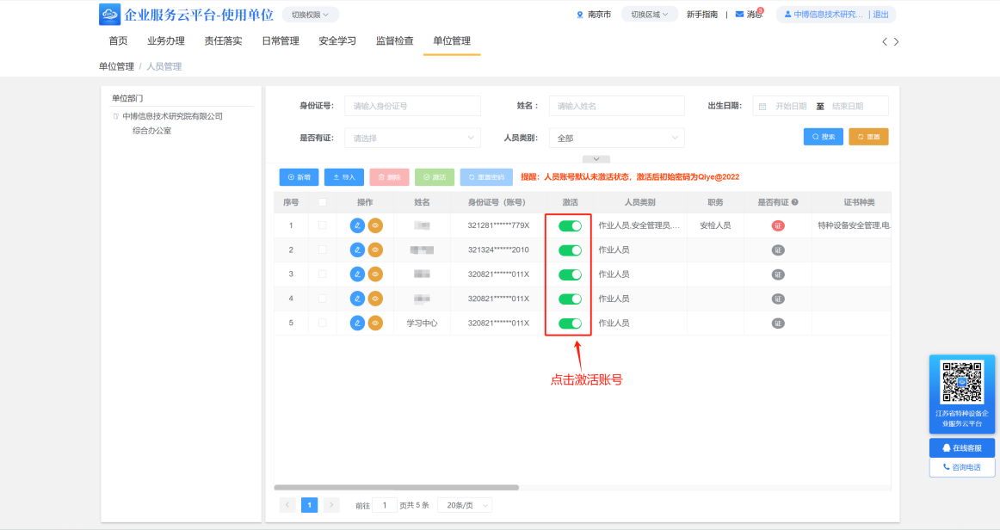 企业服务云平台-使用单位 切换权限 南京市 切换区域 新手指南 | 消息 3 中博信息技术研究... | 退出
首页 业务办理 责任落实 日常管理 安全学习 监督检查 单位管理
单位管理 / 人员管理
单位部门
中博信息技术研究院有限公司
综合办公室
身份证号: 请输入身份证号 姓名: 请输入姓名 出生日期: 开始日期 至 结束日期
是否有证: 请选择 人员类别: 全部 搜索 重置
新增 导入 删除 激活 重置密码 提醒：人员账号默认未激活状态，激活后初始密码为Qiye@2022
序号 操作 姓名 身份证号（账号） 激活 人员类别 职务 是否有证 证书种类
1 321281******779X 作业人员,安全管理员,... 安检人员 证 特种设备安全管理,电
2 321324******2010 作业人员 证
3 320821******011X 作业人员 证
4 320821******011X 作业人员 证
5 学习中心 320821******011X 作业人员 证
点击激活账号
江苏省特种设备企
业服务云平台
在线客服
咨询电话
1 前往 1 页共 5 条 20条/页